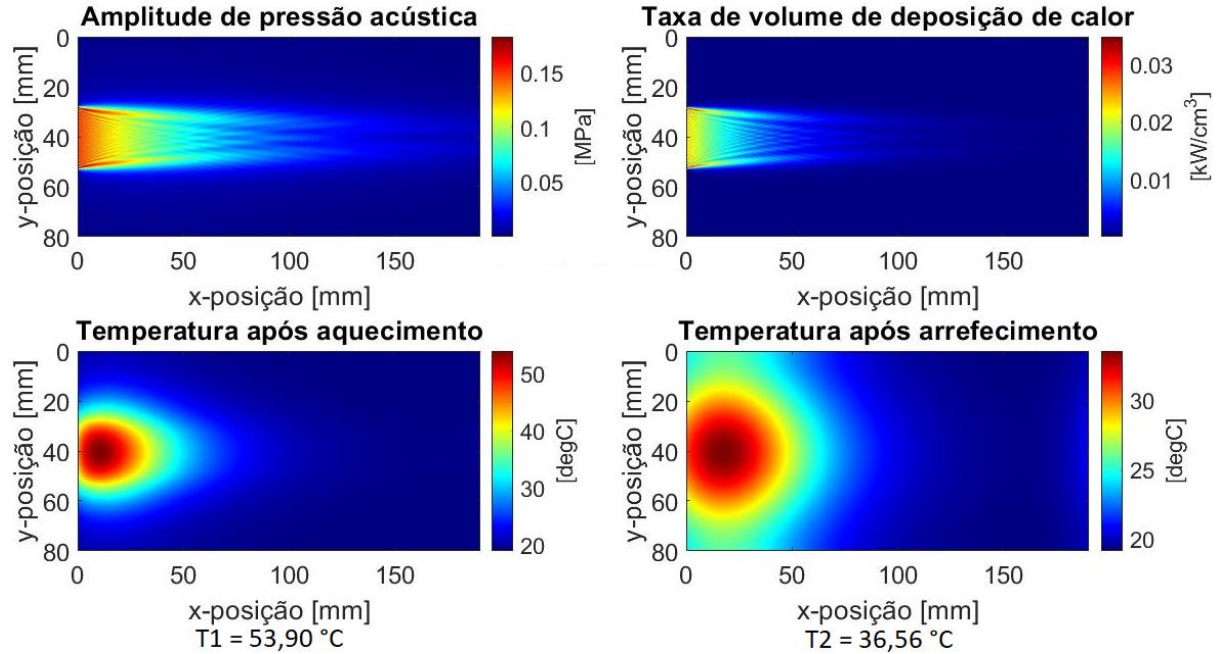 Amplitude de pressão acústica
0
20
40
60
80
y-posição [mm]
0 50 100 150
x-posição [mm]
0.15
0.1
0.05
[MPa]
Taxa de volume de deposição de calor
0
20
40
60
80
y-posição [mm]
0 50 100 150
x-posição [mm]
0.03
0.02
0.01
[kW/cm³]
Temperatura após aquecimento
0
20
40
60
80
y-posição [mm]
0 50 100 150
x-posição [mm]
50
40
30
20
[degC]
T1 = 53,90 °C
Temperatura após arrefecimento
0
20
40
60
80
y-posição [mm]
0 50 100 150
x-posição [mm]
30
25
20
[degC]
T2 = 36,56 °C